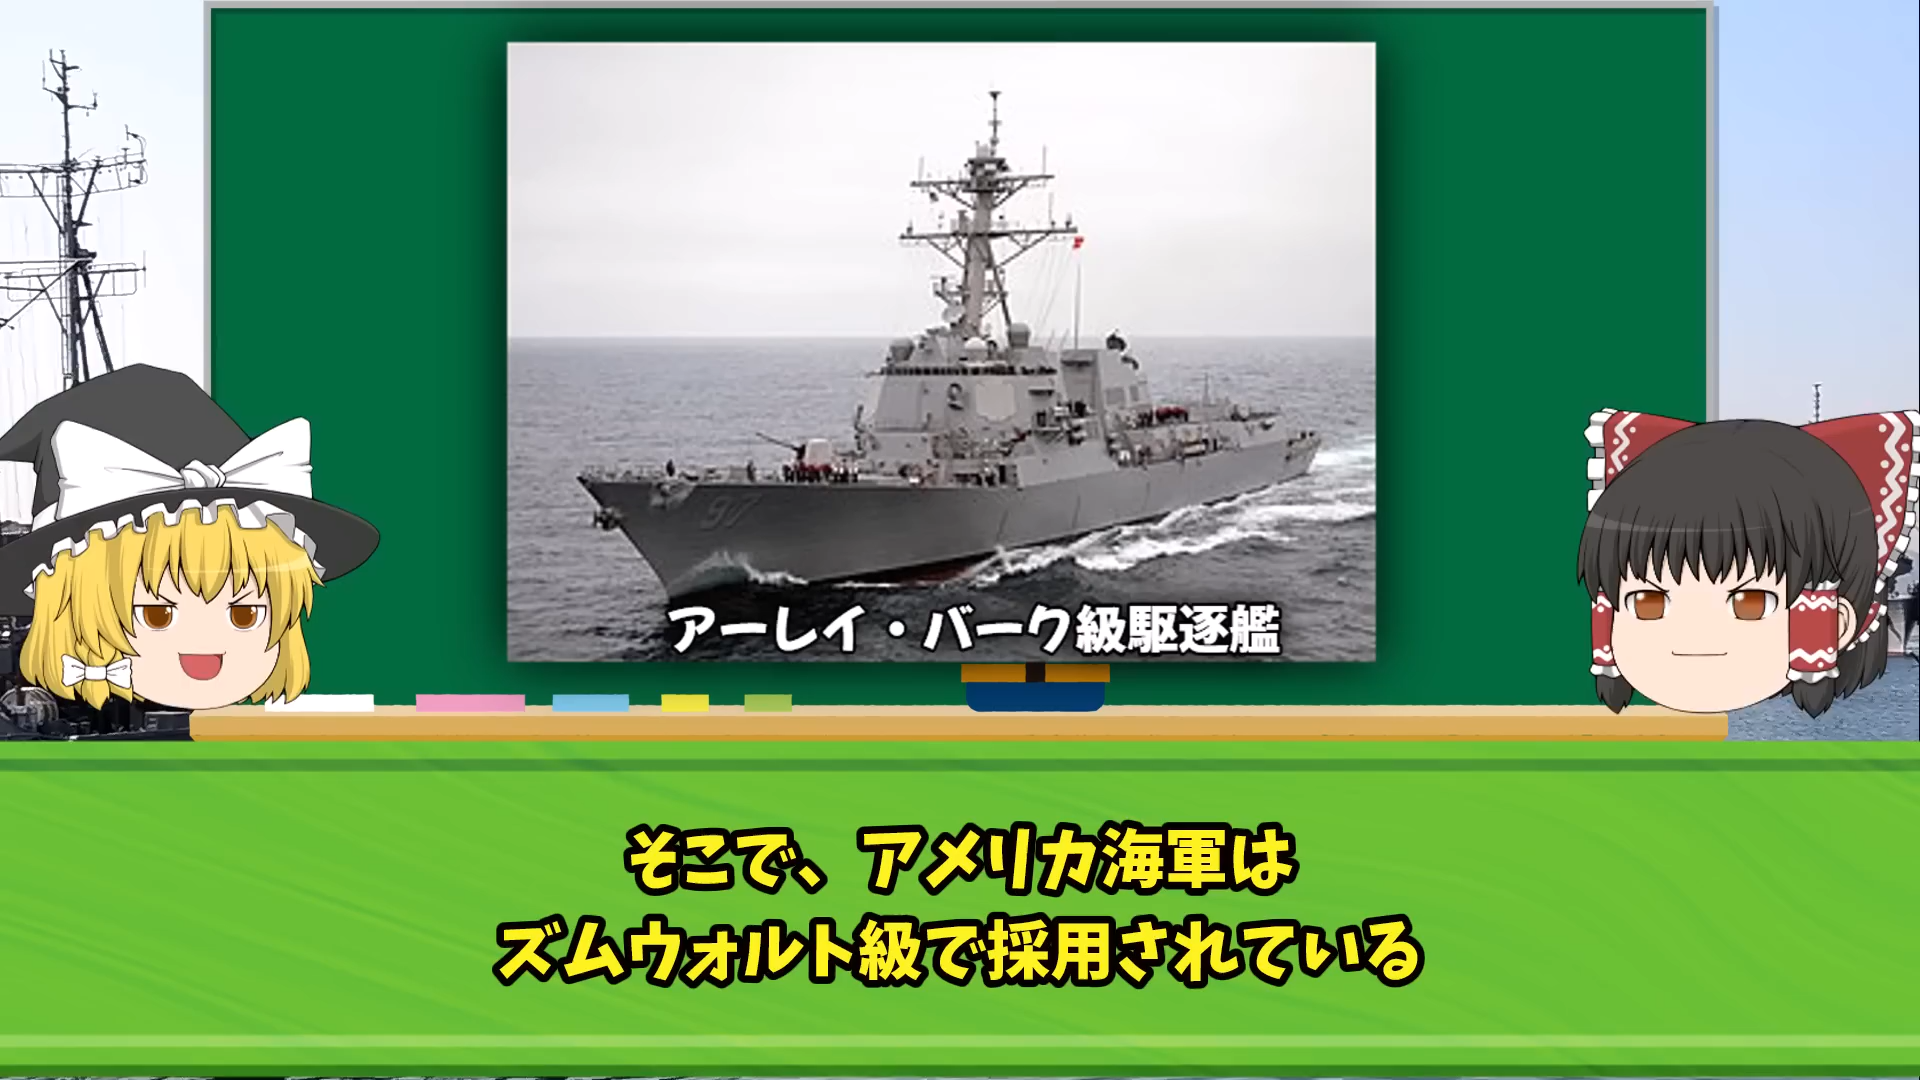 97
アーレイ・バーク級駆逐艦
そこで、アメリカ海軍は
ズムウォルト級で採用されている